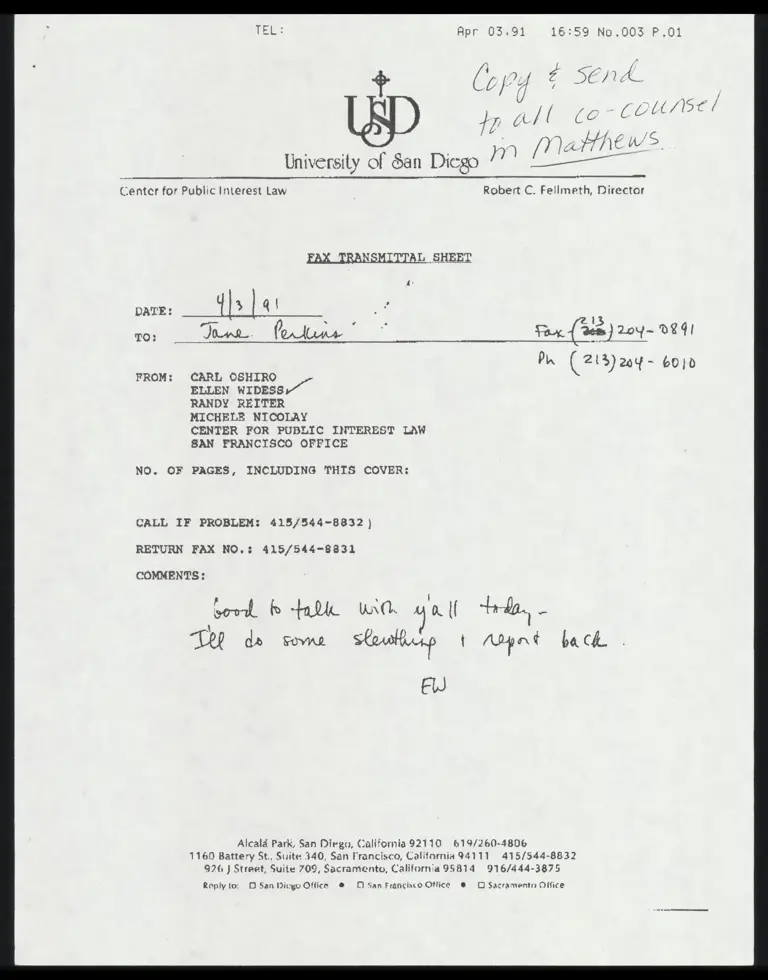 TEL: Apr 03.91 16:59 No.003 P.01
Copy & send
to all co-counsel
in Matthews
USD
University of San Diego
Center for Public Interest Law Robert C. Fellmeth, Director
FAX TRANSMITTAL SHEET
DATE: 4/3/91
TO: Jane Perkins Fax (213) 204-0891
Ph (213) 204-6010
FROM: CARL OSHIRO
ELLEN WIDESS ✓
RANDY REITER
MICHELE NICOLAY
CENTER FOR PUBLIC INTEREST LAW
SAN FRANCISCO OFFICE
NO. OF PAGES, INCLUDING THIS COVER:
CALL IF PROBLEM: 415/544-8832)
RETURN FAX NO.: 415/544-8831
COMMENTS:
Good to talk with y'all today -
I'll do some slewthing & report back.
EW
Alcalá Park, San Diego, California 92110 619/260-4806
1160 Battery St., Suite 340, San Francisco, California 94111 415/544-8832
926 J Street, Suite 709, Sacramento, California 95814 916/444-3875
Reply to: ☐ San Diego Office • ☐ San Francisco Office • ☐ Sacramento Office